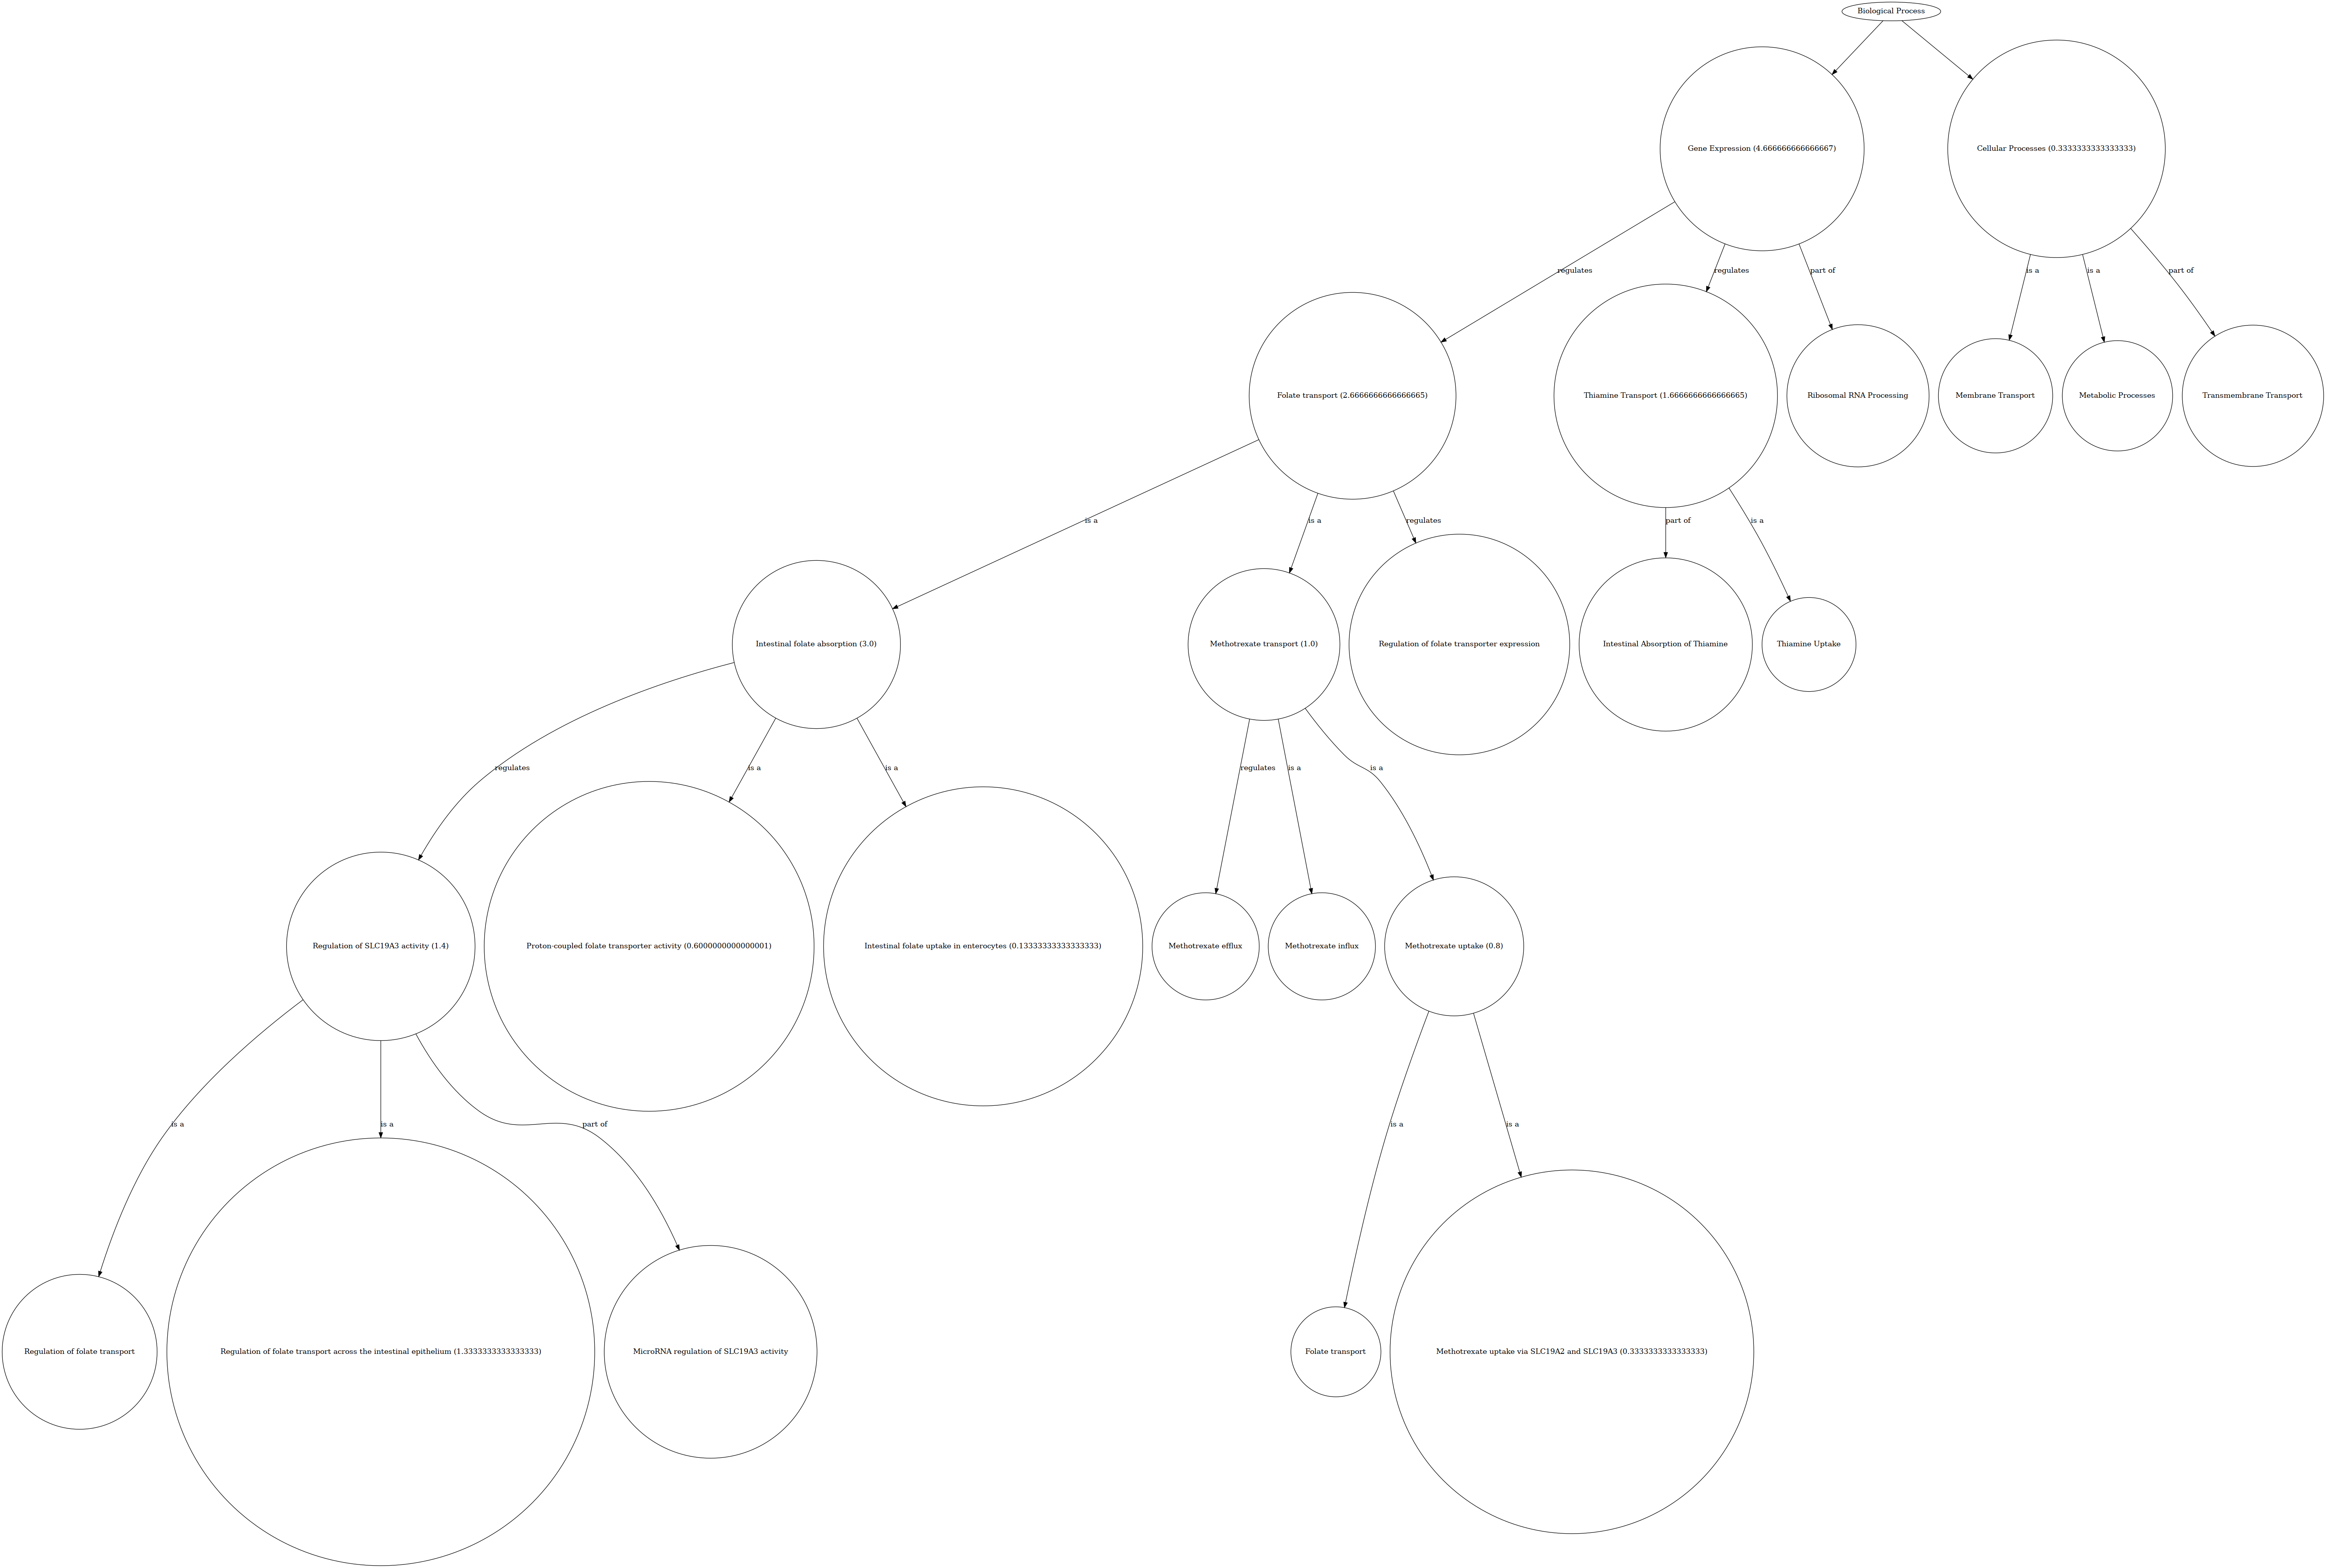 Biological Process
Gene Expression (4.666666666666667)
Cellular Processes (0.3333333333333333)
regulates
regulates
part of
is a
is a
part of
Folate transport (2.6666666666666665)
Thiamine Transport (1.6666666666666665)
Ribosomal RNA Processing
Membrane Transport
Metabolic Processes
Transmembrane Transport
is a
is a
regulates
part of
is a
Intestinal folate absorption (3.0)
Methotrexate transport (1.0)
Regulation of folate transporter expression
Intestinal Absorption of Thiamine
Thiamine Uptake
regulates
is a
is a
regulates
is a
is a
Regulation of SLC19A3 activity (1.4)
Proton-coupled folate transporter activity (0.6000000000000001)
Intestinal folate uptake in enterocytes (0.13333333333333333)
Methotrexate efflux
Methotrexate influx
Methotrexate uptake (0.8)
is a
is a
part of
is a
is a
Regulation of folate transport
Regulation of folate transport across the intestinal epithelium (1.3333333333333333)
MicroRNA regulation of SLC19A3 activity
Folate transport
Methotrexate uptake via SLC19A2 and SLC19A3 (0.3333333333333333)